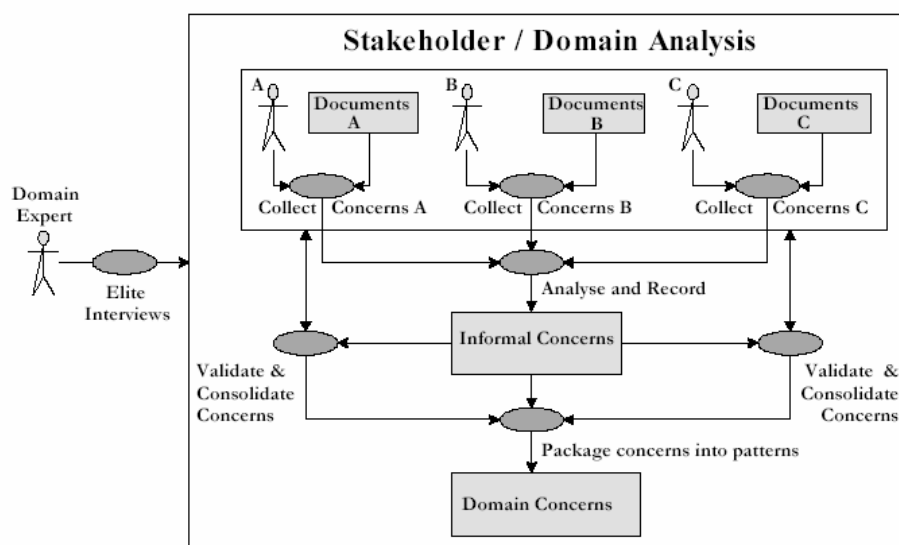 Stakeholder / Domain Analysis
A
Documents
A
B
Documents
B
C
Documents
C
Collect Concerns A
Collect Concerns B
Collect Concerns C
Domain
Expert
Elite
Interviews
Analyse and Record
Informal Concerns
Validate &
Consolidate
Concerns
Validate &
Consolidate
Concerns
Package concerns into patterns
Domain Concerns